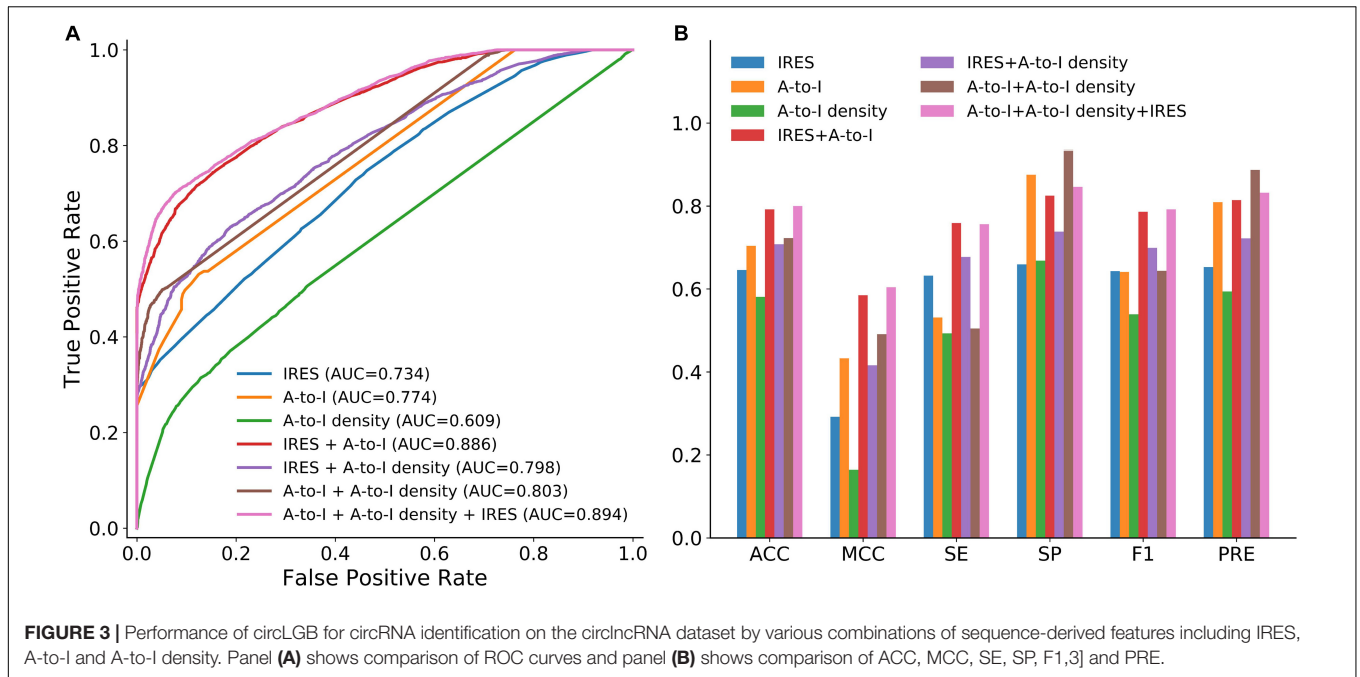 A
True Positive Rate
1.0
0.8
0.6
0.4
0.2
0.0
IRES (AUC=0.734)
A-to-I (AUC=0.774)
A-to-I density (AUC=0.609)
IRES + A-to-I (AUC=0.886)
IRES + A-to-I density (AUC=0.798)
A-to-I + A-to-I density (AUC=0.803)
A-to-I + A-to-I density + IRES (AUC=0.894)
0.0 0.2 0.4 0.6 0.8 1.0
False Positive Rate
B
IRES
A-to-I
A-to-I density
IRES+A-to-I
IRES+A-to-I density
A-to-I+A-to-I density
A-to-I+A-to-I density+IRES
1.0
0.8
0.6
0.4
0.2
0.0
ACC MCC SE SP F1 PRE
FIGURE 3 | Performance of circLGB for circRNA identification on the circlncRNA dataset by various combinations of sequence-derived features including IRES,
A-to-I and A-to-I density. Panel (A) shows comparison of ROC curves and panel (B) shows comparison of ACC, MCC, SE, SP, F1,3] and PRE.